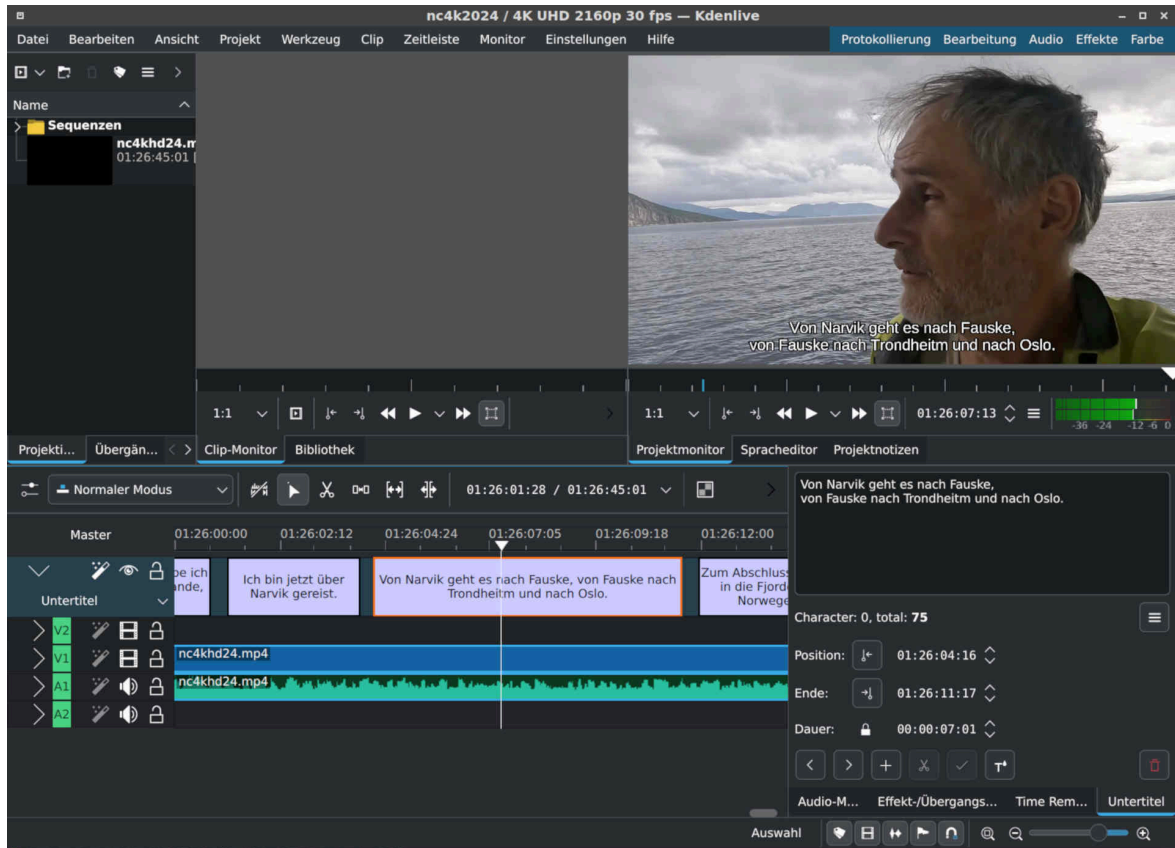 nc4k2024 / 4K UHD 2160p 30 fps — Kdenlive
Datei Bearbeiten Ansicht Projekt Werkzeug Clip Zeitleiste Monitor Einstellungen Hilfe
Protokollierung Bearbeitung Audio Effekte Farbe
Name
Sequenzen
nc4khd24.m
01:26:45:01 [
Von Narvik geht es nach Fauske,
von Fauske nach Trondheitm und nach Oslo.
1:1
1:1
01:26:07:13
-36 -24 -12 -6 0
Projekti... Übergän...
Clip-Monitor Bibliothek
Projektmonitor Spracheditor Projektnotizen
Normaler Modus
01:26:01:28 / 01:26:45:01
Master
01:26:00:00 01:26:02:12 01:26:04:24 01:26:07:05 01:26:09:18 01:26:12:00
Untertitel
be ich
ande,
Ich bin jetzt über
Narvik gereist.
Von Narvik geht es nach Fauske, von Fauske nach
Trondheitm und nach Oslo.
Zum Abschluss
in die Fjord
Norwege
V2
V1
nc4khd24.mp4
A1
nc4khd24.mp4
A2
Von Narvik geht es nach Fauske,
von Fauske nach Trondheitm und nach Oslo.
Character: 0, total: 75
Position: 01:26:04:16
Ende: 01:26:11:17
Dauer: 00:00:07:01
Audio-M... Effekt-/Übergangs... Time Rem... Untertitel
Auswahl